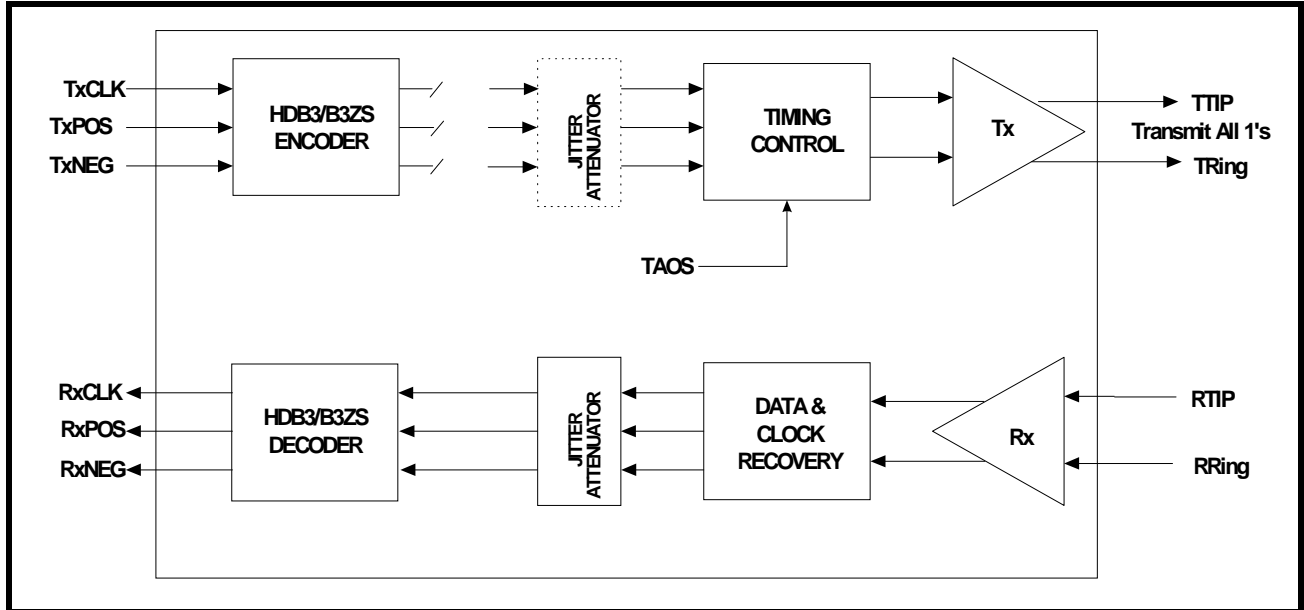 TxCLK
TxPOS
TxNEG
HDB3/B3ZS
ENCODER
JITTER
ATTENUATOR
TIMING
CONTROL
Tx
TTIP
Transmit All 1's
TRing
TAOS
RxCLK
RxPOS
RxNEG
HDB3/B3ZS
DECODER
JITTER
ATTENUATOR
DATA &
CLOCK
RECOVERY
Rx
RTIP
RRing